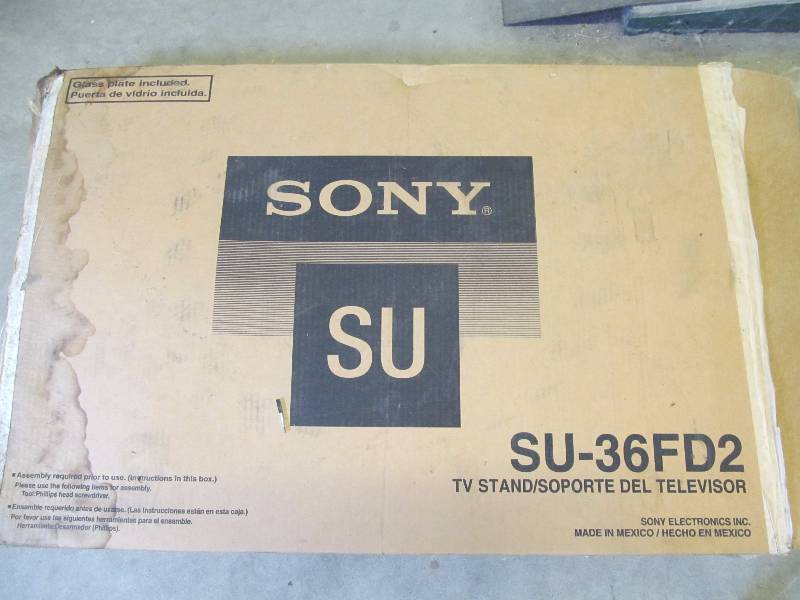 Glass plate included.
Puerta de vidrio incluida.
SONY®
SU
SU-36FD2
TV STAND/SOPORTE DEL TELEVISOR
SONY ELECTRONICS INC.
MADE IN MEXICO / HECHO EN MEXICO
■Assembly required prior to use. (Instructions in this box.)
Please use the following items for assembly.
Tool:Phillips head screwdriver.
■Ensamble requerido antes de usarse. (Las Instrucciones están en esta caja.)
Por favor use las siguientes herramientas para el ensamble.
Herramienta:Desarmador (Phillips).